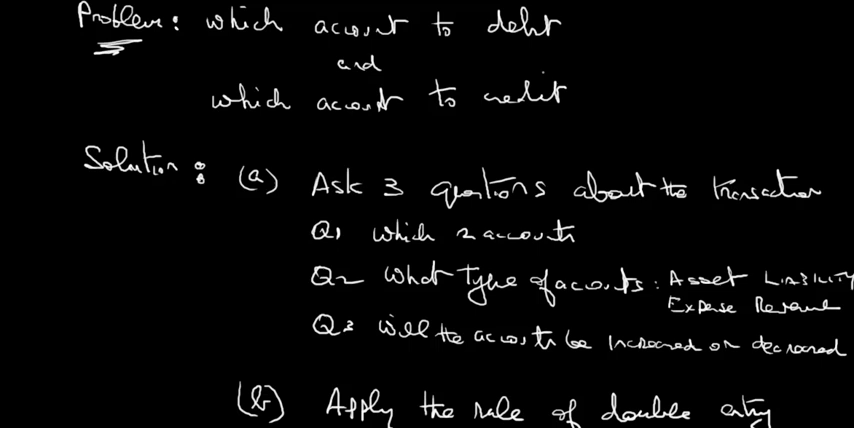 Problem: which account to debt
and
which account to credit
Solution: (a) Ask 3 questions about the transaction
Q1 which 2 accounts
Q2 What type of accounts: Asset LIABILITY
Expense Revenue
Q3 will the accounts be increased or decreased
(b) Apply the rule of double entry